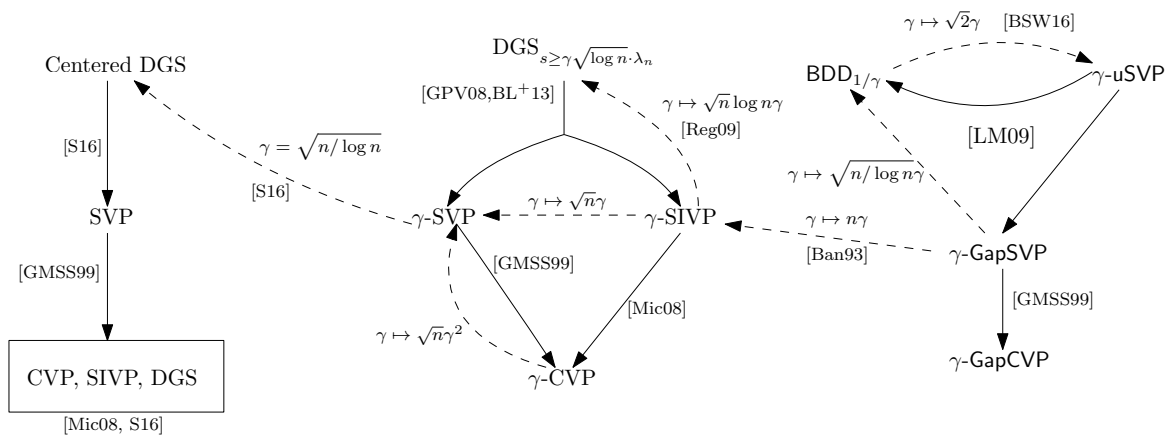 Centered DGS
[S16]
SVP
[GMSS99]
CVP, SIVP, DGS
[Mic08, S16]
γ = √n/ log n
[S16]
DGS_{s≥γ√log n·λ_n}
[GPV08,BL⁺13]
γ ↦ √n log nγ
[Reg09]
γ-SVP
γ ↦ √nγ
γ-SIVP
[GMSS99]
[Mic08]
γ ↦ √nγ²
γ-CVP
γ ↦ nγ
[Ban93]
γ ↦ √2γ
[BSW16]
BDD_{1/γ}
γ-uSVP
[LM09]
γ ↦ √n/ log nγ
γ-GapSVP
[GMSS99]
γ-GapCVP